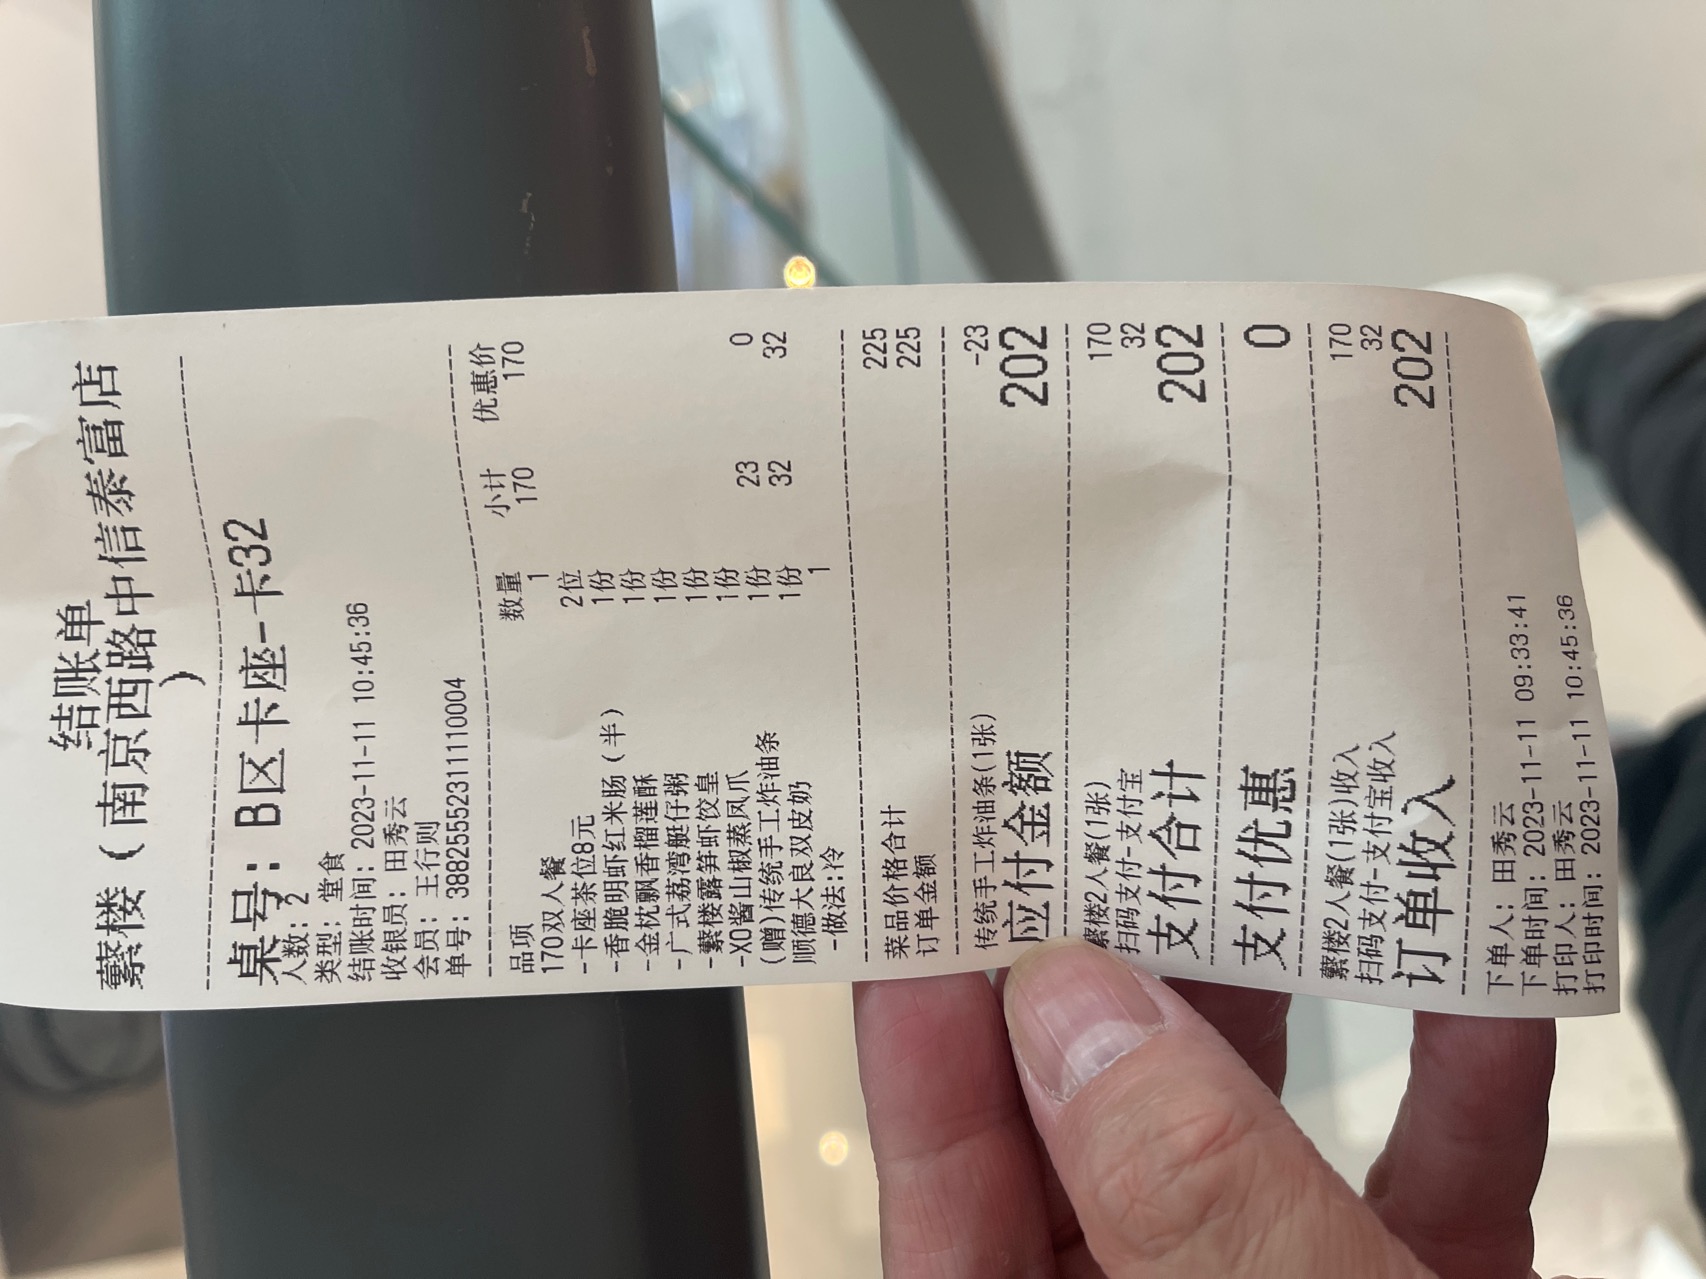 结账单
蘩楼（南京西路中信泰富店
）
桌号：B区卡座-卡32
人数：2
类型：堂食
结账时间：2023-11-11 10:45:36
收银员：田秀云
会员：王行则
单号：3882555231110004
品项 数量 小计 优惠价
170双人餐 1 170 170
-卡座茶位8元 2位
-香脆明虾红米肠（半） 1份
-金枕飘香榴莲酥 1份
-广式荔湾艇仔粥 1份
-蘩楼露笋虾饺皇 1份
-XO酱山椒蒸凤爪 1份
(赠)传统手工炸油条 1份 23 0
顺德大良双皮奶 1份 32 32
-做法:冷 1
菜品价格合计 225
订单金额 225
传统手工炸油条(1张) -23
应付金额 202
蘩楼2人餐(1张) 170
扫码支付-支付宝 32
支付合计 202
支付优惠 0
蘩楼2人餐(1张)收入 170
扫码支付-支付宝收入 32
订单收入 202
下单人：田秀云
下单时间：2023-11-11 09:33:41
打印人：田秀云
打印时间：2023-11-11 10:45:36